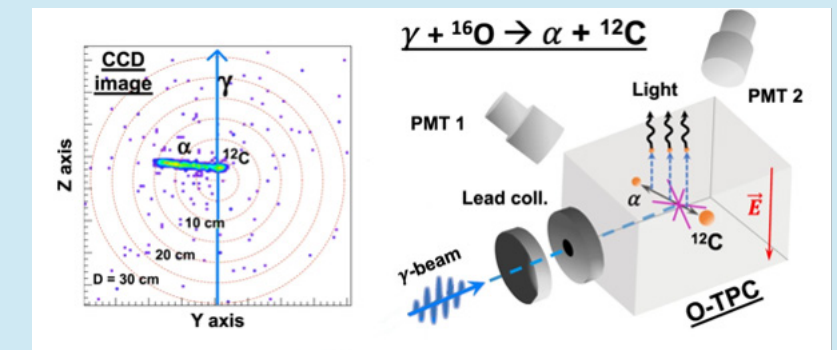 CCD
image
γ
α
¹²C
10 cm
20 cm
D = 30 cm
Z axis
Y axis
γ + ¹⁶O → α + ¹²C
Light
PMT 1
PMT 2
Lead coll.
α
E⃗
¹²C
γ-beam
O-TPC